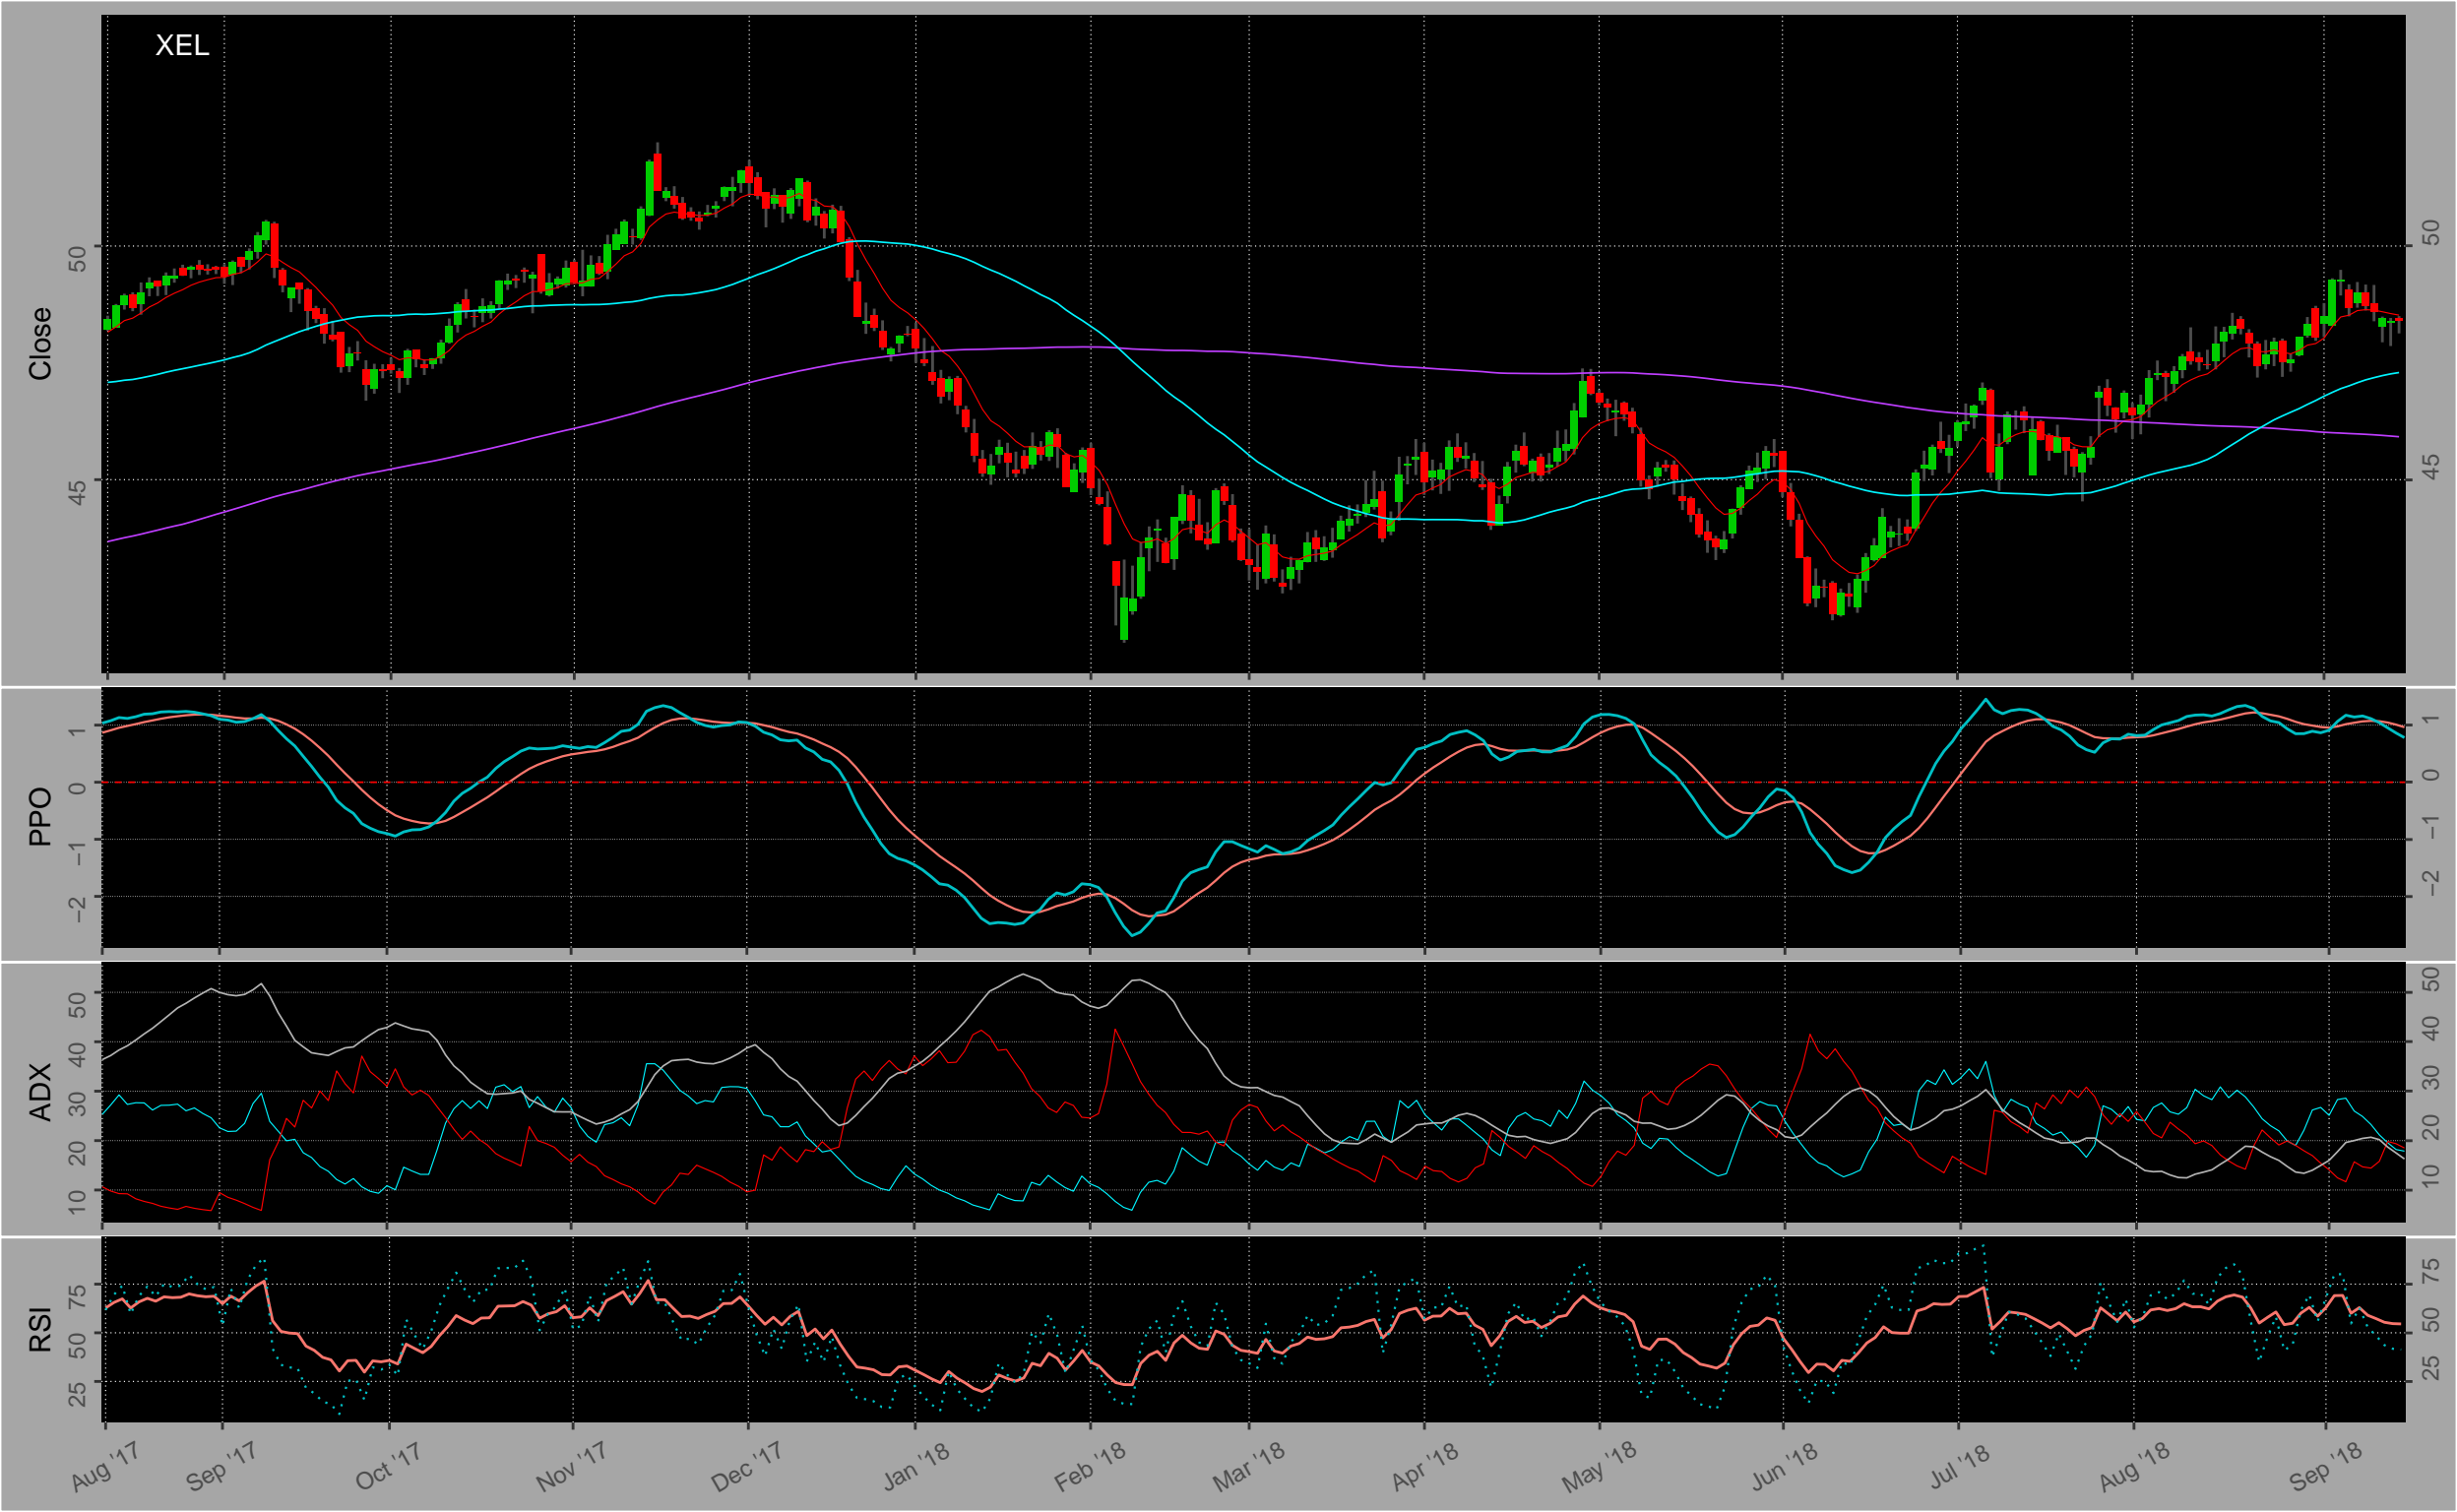 XEL
Close
50
45
50
45
PPO
1
0
−1
−2
1
0
−1
−2
ADX
50
40
30
20
10
50
40
30
20
10
RSI
75
50
25
75
50
25
Aug '17
Sep '17
Oct '17
Nov '17
Dec '17
Jan '18
Feb '18
Mar '18
Apr '18
May '18
Jun '18
Jul '18
Aug '18
Sep '18